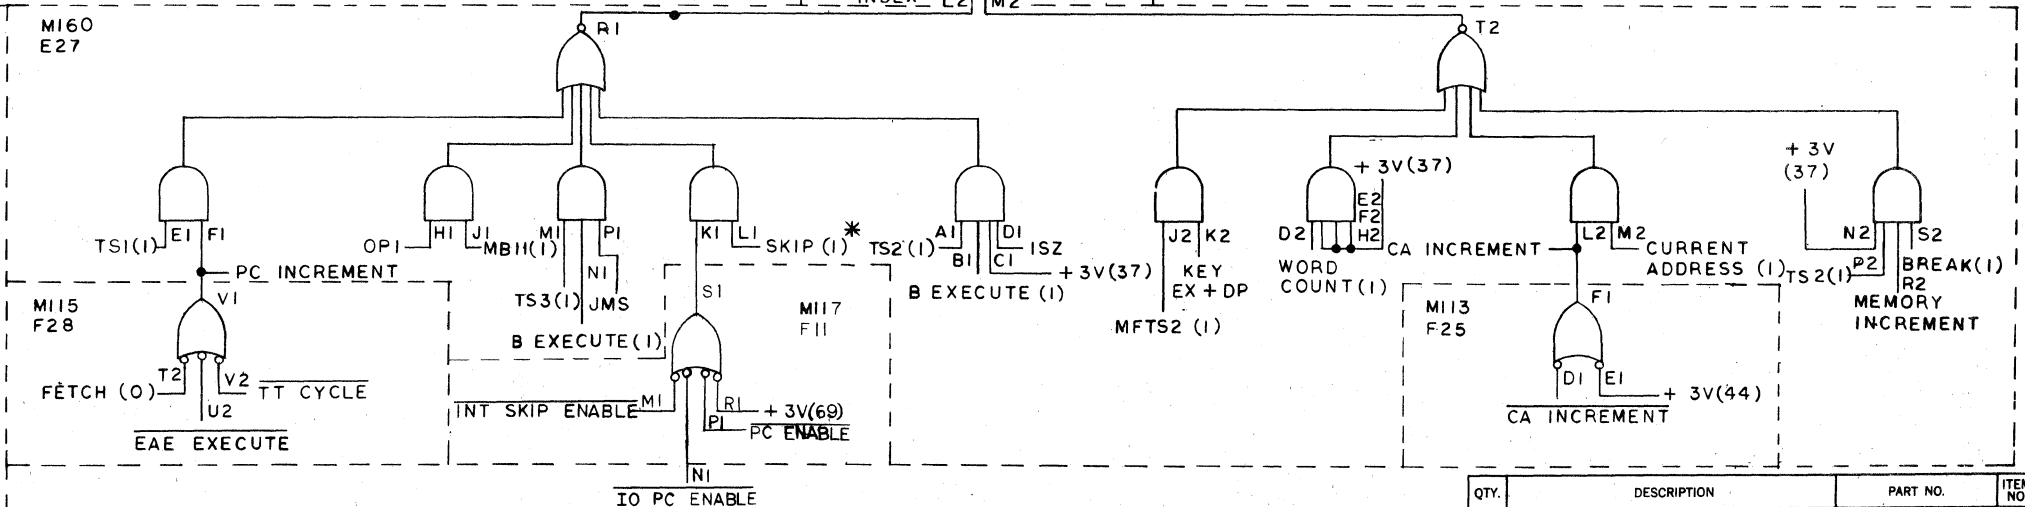 INDEX L2 M2
M160
E27
R1
T2
+ 3V
(37)
+ 3V(37)
E2
F2
H2
D2
E1 F1
TS1(1)
H1 J1
OP1
MB11(1)
M1 P1
N1
TS3(1) JMS
B EXECUTE(1)
K1 L1
*
SKIP (1)
A1 D1
TS2(1)
ISZ
B1 C1
+ 3V(37)
B EXECUTE (1)
J2 K2
KEY
EX + DP
MFTS2 (1)
WORD
COUNT(1)
CA INCREMENT
L2 M2
CURRENT
ADDRESS (1)
N2 S2
TS2(1) P2
BREAK(1)
R2
MEMORY
INCREMENT
PC INCREMENT
V1
M115
F28
T2 V2
FETCH (0)
TT CYCLE
U2
EAE EXECUTE
S1
M117
F11
INT SKIP ENABLE M1
R1 + 3V(69)
P1 PC ENABLE
N1
IO PC ENABLE
M113
F25
F1
D1 E1
+ 3V(44)
CA INCREMENT
QTY. DESCRIPTION PART NO. ITEM
NO.